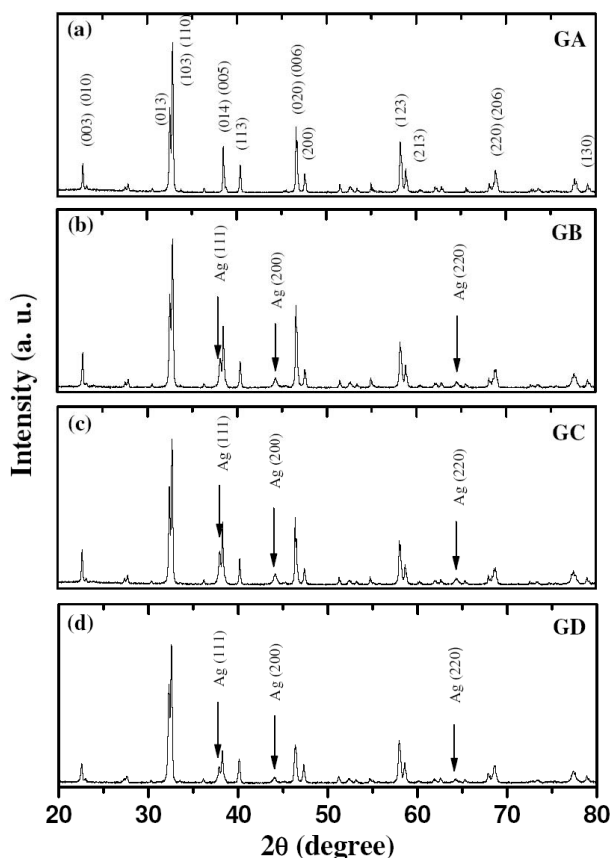 (a)
GA
(003) (010)
(013)
(103) (110)
(014) (005)
(113)
(020) (006)
(200)
(123)
(213)
(220) (206)
(130)
(b)
GB
Ag (111)
Ag (200)
Ag (220)
(c)
GC
Ag (111)
Ag (200)
Ag (220)
(d)
GD
Ag (111)
Ag (200)
Ag (220)
Intensity (a. u.)
20 30 40 50 60 70 80
2θ (degree)